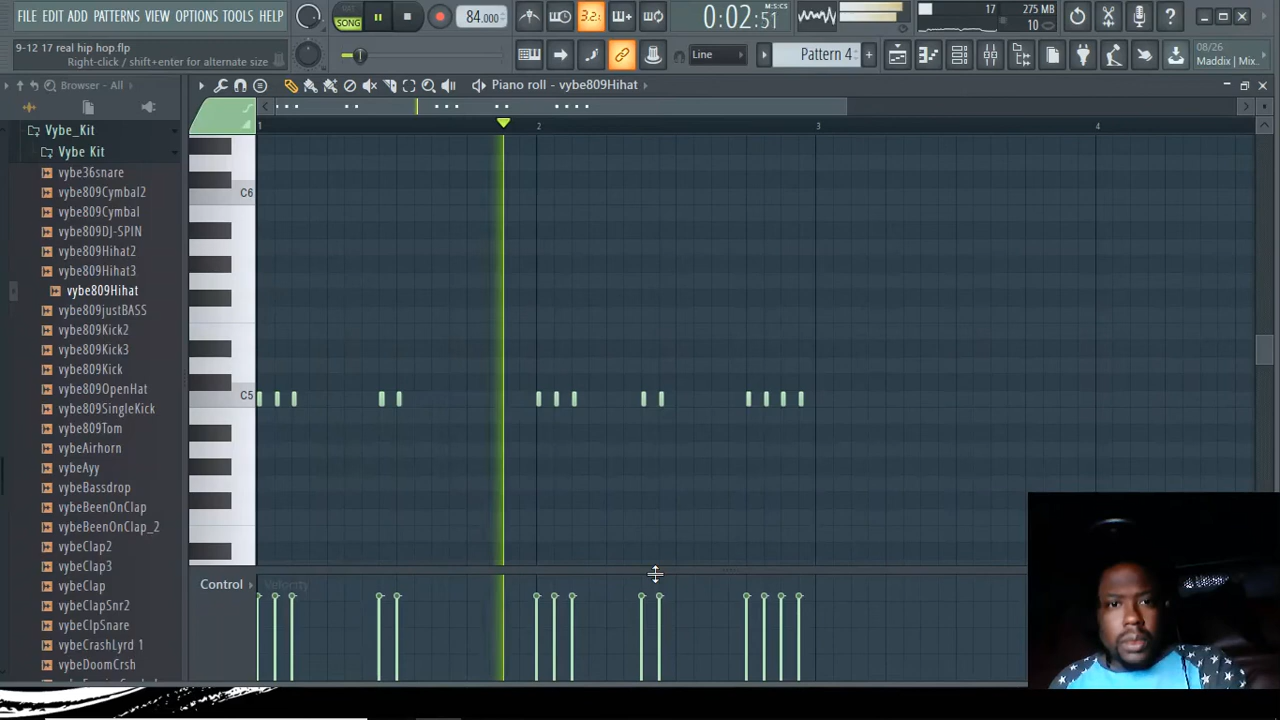 FILE EDIT ADD PATTERNS VIEW OPTIONS TOOLS HELP
SONG
84.000
3.2
0:02:51
17
275 MB
10
9-12 17 real hip hop.flp
Right-click / shift+enter for alternate size
Line
Pattern 4
08/26
Maddix | Mix..
Browser - All
Piano roll - vybe809Hihat
1
2
3
4
Vybe_Kit
Vybe Kit
vybe36snare
vybe809Cymbal2
vybe809Cymbal
vybe809DJ-SPIN
vybe809Hihat2
vybe809Hihat3
vybe809Hihat
vybe809justBASS
vybe809Kick2
vybe809Kick3
vybe809Kick
vybe809OpenHat
vybe809SingleKick
vybe809Tom
vybeAirhorn
vybeAyy
vybeBassdrop
vybeBeenOnClap
vybeBeenOnClap_2
vybeClap2
vybeClap3
vybeClap
vybeClapSnr2
vybeClpSnare
vybeCrashLyrd 1
vybeDoomCrsh
C6
C5
Control
Velocity